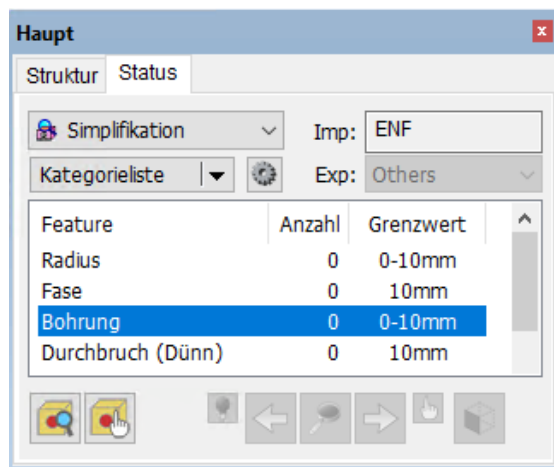 Haupt
Struktur Status
Simplifikation Imp: ENF
Kategorieliste Exp: Others
Feature Anzahl Grenzwert
Radius 0 0-10mm
Fase 0 10mm
Bohrung 0 0-10mm
Durchbruch (Dünn) 0 10mm